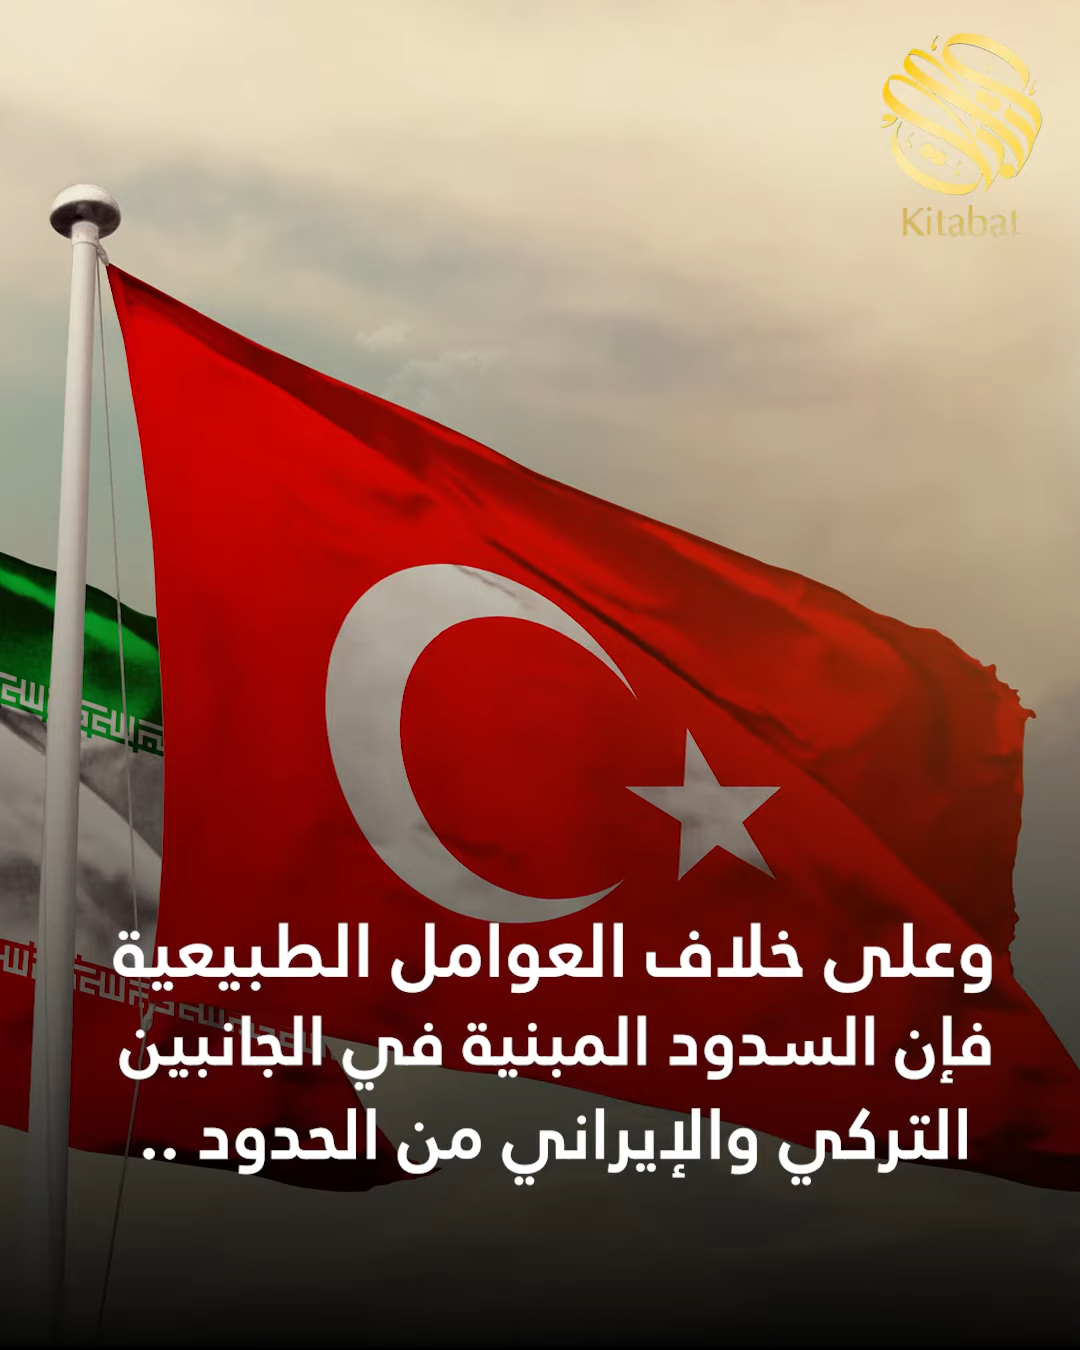 Kitabat
وعلى خلاف العوامل الطبيعية
فإن السدود المبنية في الجانبين
التركي والإيراني من الحدود ..